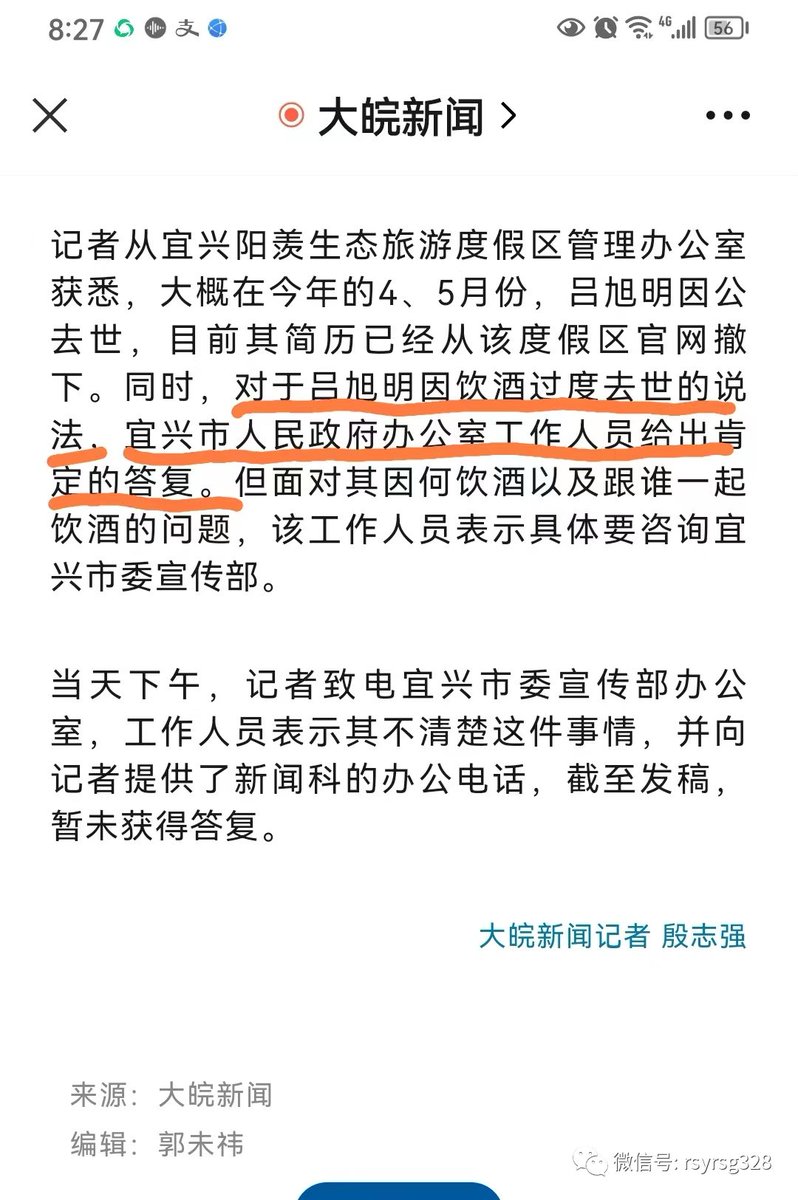 8:27
4G
56
大皖新闻
记者从宜兴阳羡生态旅游度假区管理办公室
获悉，大概在今年的4、5月份，吕旭明因公
去世，目前其简历已经从该度假区官网撤
下。同时，对于吕旭明因饮酒过度去世的说
法，宜兴市人民政府办公室工作人员给出肯
定的答复。但面对其因何饮酒以及跟谁一起
饮酒的问题，该工作人员表示具体要咨询宜
兴市委宣传部。
当天下午，记者致电宜兴市委宣传部办公
室，工作人员表示其不清楚这件事情，并向
记者提供了新闻科的办公电话，截至发稿，
暂未获得答复。
大皖新闻记者 殷志强
来源：大皖新闻
编辑：郭未祎
微信号: rsyrsg328